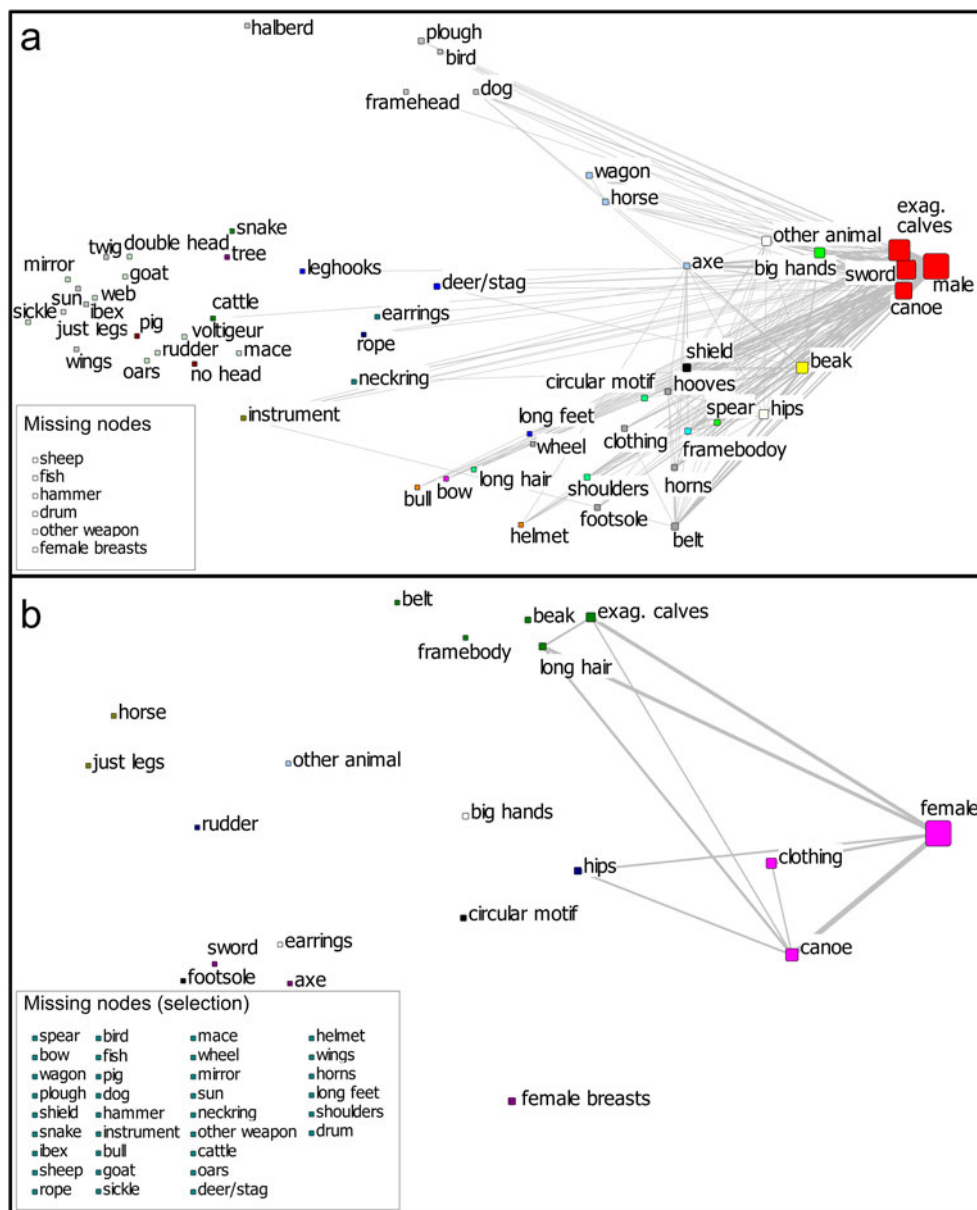 a
halberd
plough
bird
dog
framehead
wagon
horse
exag.
calves
other animal
axe
big hands
sword
male
canoe
snake
twig
double head
tree
mirror
goat
leghooks
deer/stag
sun
web
ibex
sickle
cattle
earrings
just legs
pig
voltigeur
rope
wings
rudder
mace
oars
no head
neckring
shield
beak
circular motif
hooves
instrument
spear
hips
long feet
clothing
framebodoy
wheel
long hair
shoulders
horns
bull
bow
footsole
helmet
belt
Missing nodes
sheep
fish
hammer
drum
other weapon
female breasts
b
belt
beak
exag. calves
framebody
long hair
horse
just legs
other animal
big hands
female
rudder
clothing
hips
circular motif
earrings
sword
canoe
footsole
axe
female breasts
Missing nodes (selection)
spear bird mace helmet
bow fish wheel wings
wagon pig mirror horns
plough dog sun long feet
shield hammer neckring shoulders
snake instrument other weapon drum
ibex bull cattle
sheep goat oars
rope sickle deer/stag